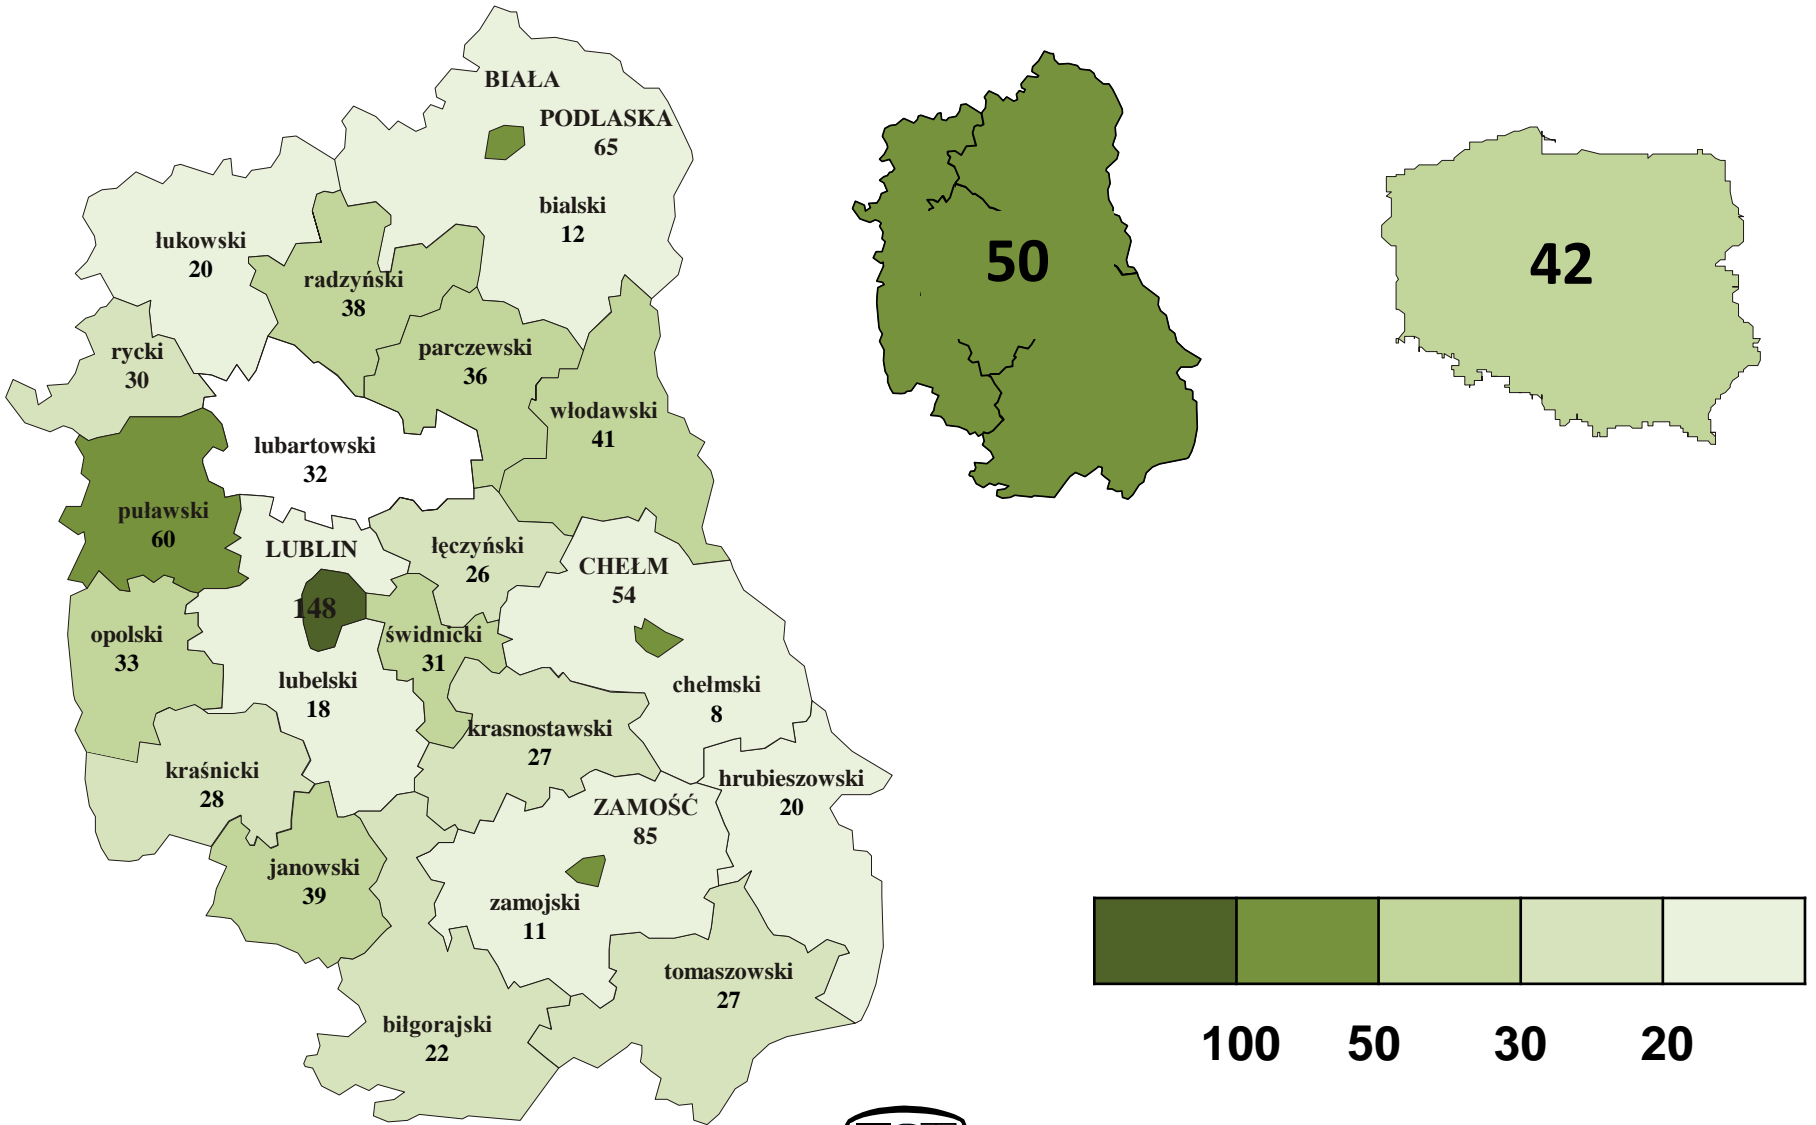 BIAŁA
PODLASKA
65
bialski
12
łukowski
20
radzyński
38
rycki
30
parczewski
36
włodawski
41
lubartowski
32
puławski
60
LUBLIN
148
łęczyński
26
CHEŁM
54
opolski
33
świdnicki
31
lubelski
18
chełmski
8
krasnostawski
27
kraśnicki
28
hrubieszowski
20
ZAMOŚĆ
85
janowski
39
zamojski
11
tomaszowski
27
biłgorajski
22
50
42
100 50 30 20